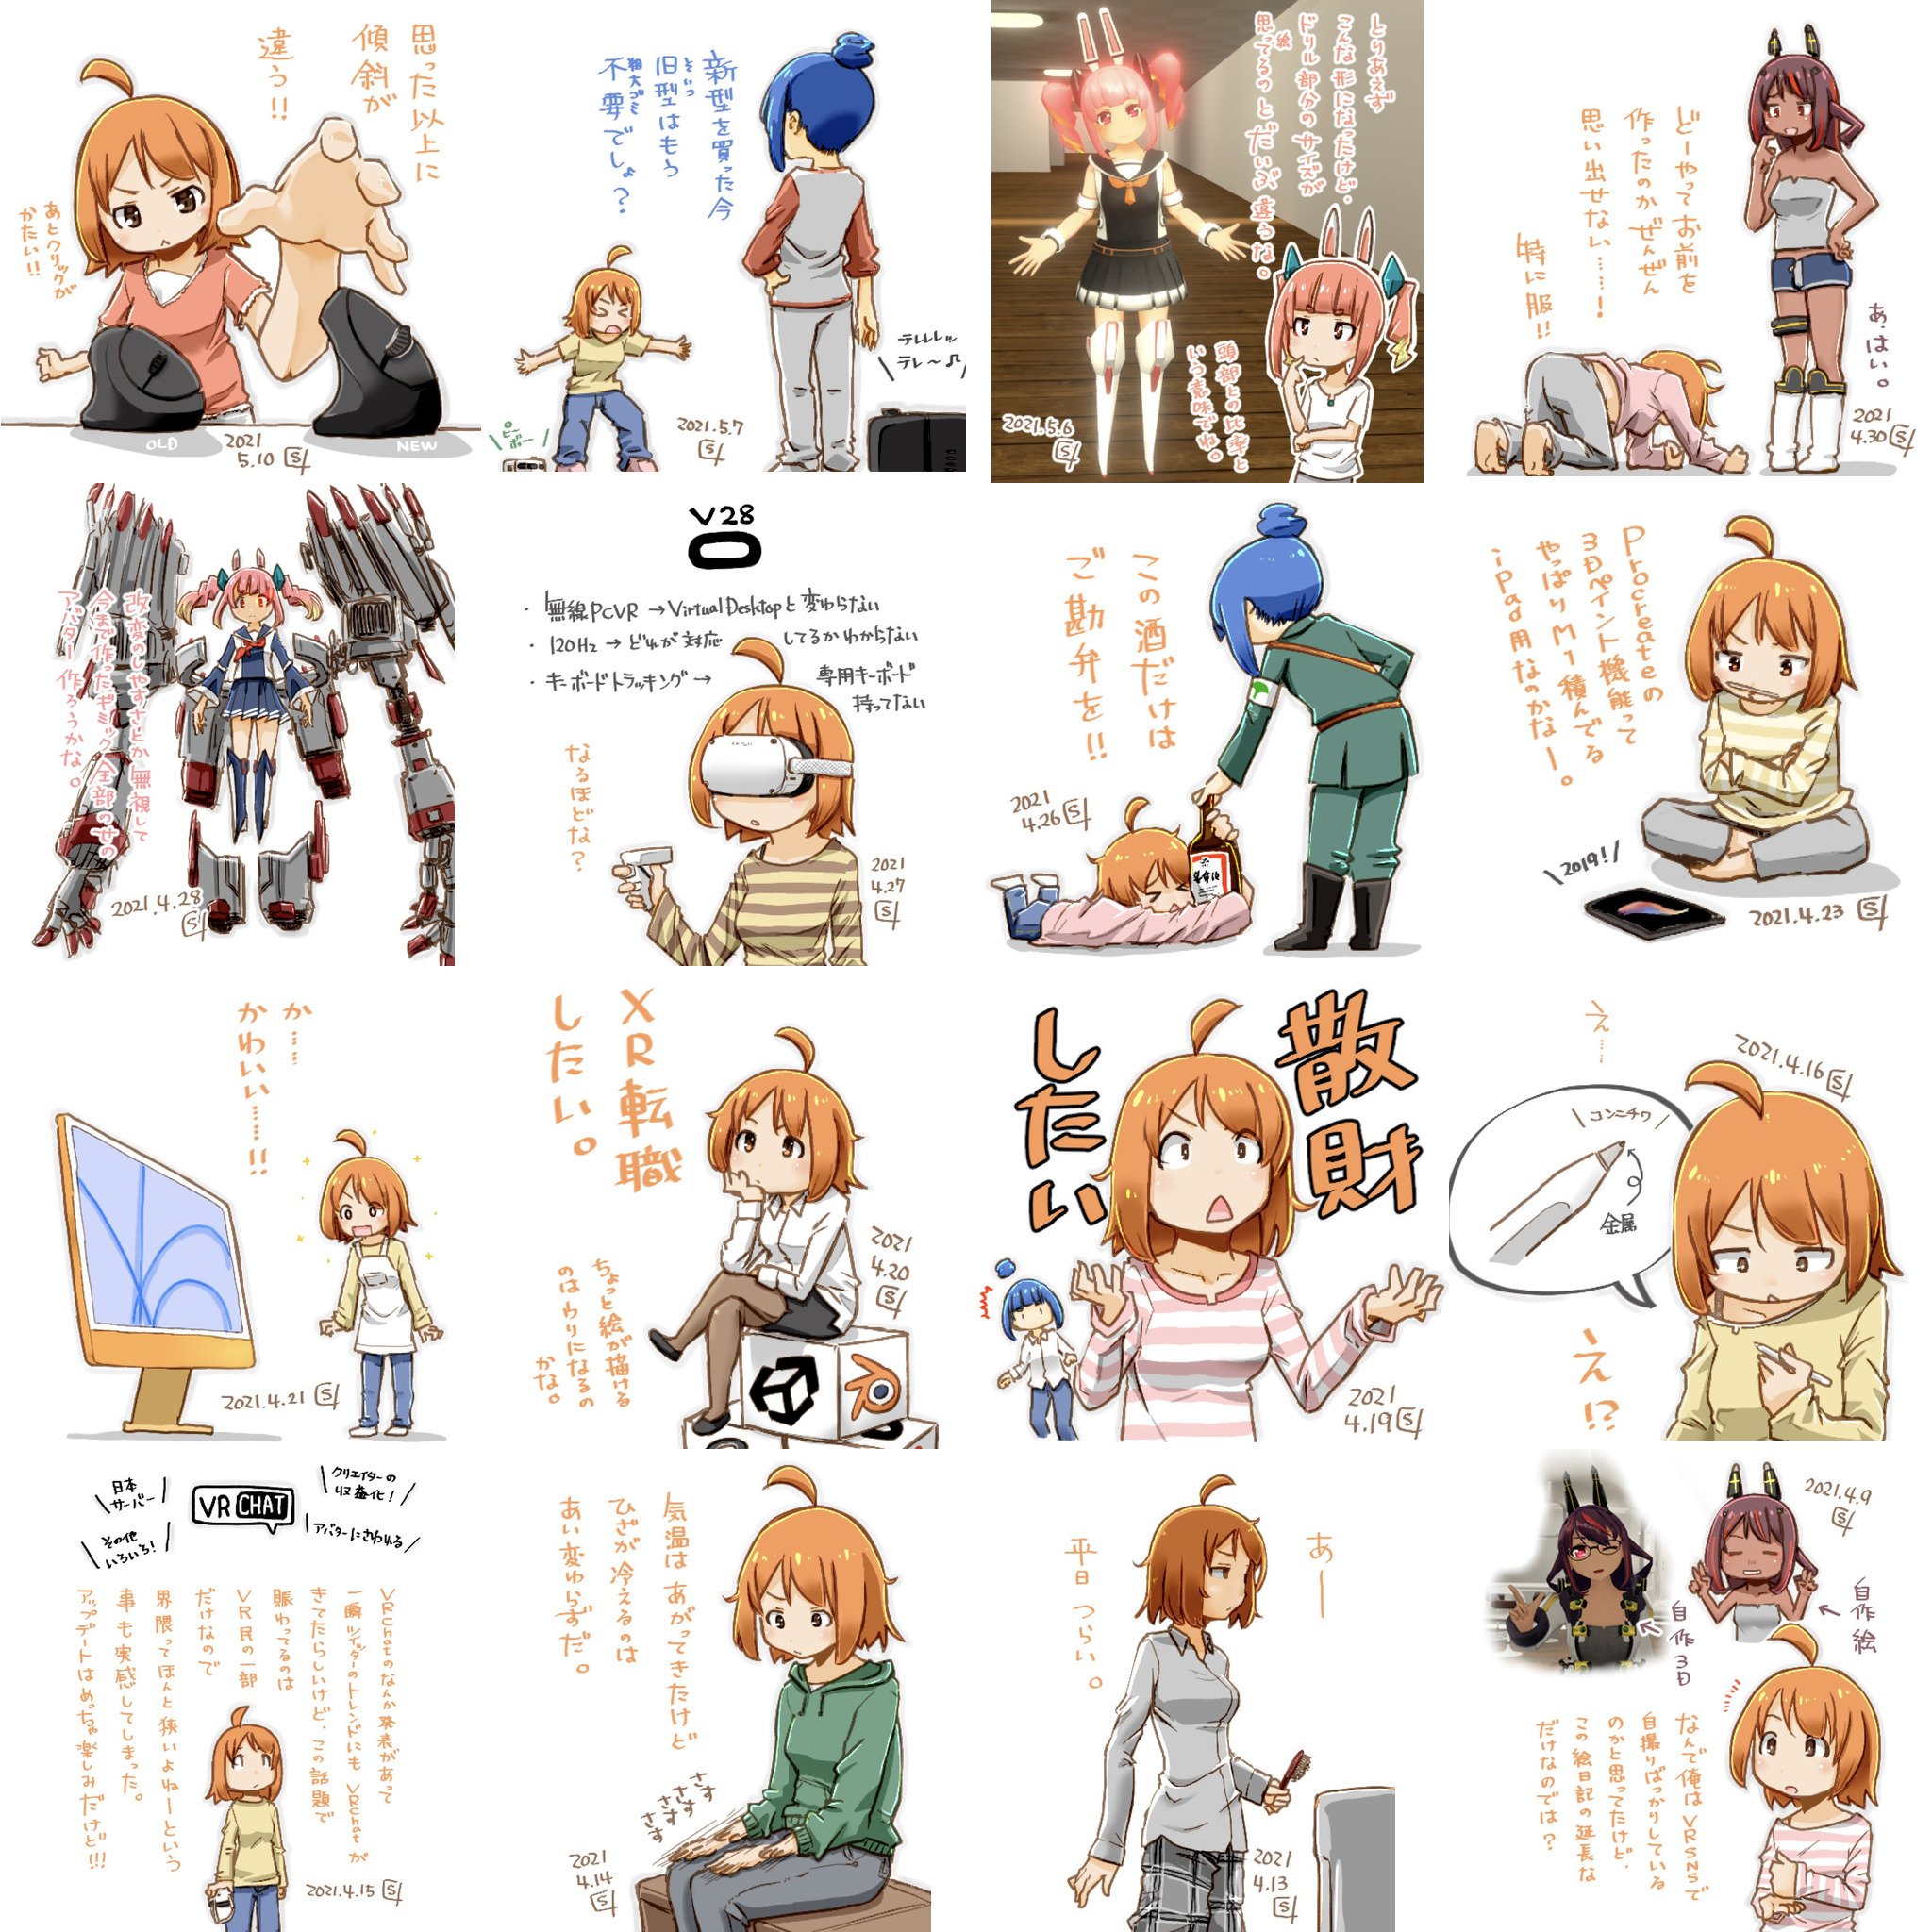 思った以上に
傾斜が
違う!!
あとクリックが
かたい!!
OLD
NEW
2021
5.10
新型を買った今
そいつ
旧型はもう
粗大ゴミ
不要でしょ?
テレレレッ
テレ〜♫
ピー
ボー
2021.5.7
とりあえず
こんな形になったけど、
ドリル部分のサイズが
絵
思ってるのとだいぶ違うな。
頭部との比率と
いう意味でね。
2021.5.6
どーやってお前を
作ったのかぜんぜん
思い出せない……!
特に服!!
あ、はい。
2021
4.30
改変のしやすさとか無視して
今まで作ったギミック全部のせの
アバター作ろうかな。
2021.4.28
V28
・無線PCVR→VirtualDesktopと変わらない
・120Hz→どれが対応してるかわからない
・キーボードトラッキング→専用キーボード
持ってない
なるほどな?
2021
4.27
この酒だけは
ご勘弁を!!
2021
4.26
Procreateの
3Dペイント機能って
やっぱりM1積んでる
iPad用なのかなー。
2019!
2021.4.23
か……
かわいい……!!
2021.4.21
XR転職
したい。
ちょっと絵が描ける
のはわりになるの
かな。
2021
4.20
散財
したい
2021
4.19
え……
コンニチワ
金属
え!?
2021.4.16
日本
サーバー
VRCHAT
クリエイターの
収益化!
その他
いろいろ!
アバターにさわれる
VRChatのなんか発表があって
一瞬ツイッターのトレンドにもVRChatが
きてたらしいけど、この話題で
賑わってるのは
VR民の一部
だけなので
界隈ってほんと狭いよねーという
事も実感してしまった。
アップデートはめっちゃ楽しみだけど!!!
2021.4.15
気温はあがってきたけど
ひざが冷えるのは
あい変わらずだ。
さすさす
さすさす
2021
4.14
あー
平日つらい。
2021
4.13
2021.4.9
自作絵
自作3D
なんで俺はVRSNSで
自撮りばっかりしている
のかと思ってたけど、
この絵日記の延長な
だけなのでは?